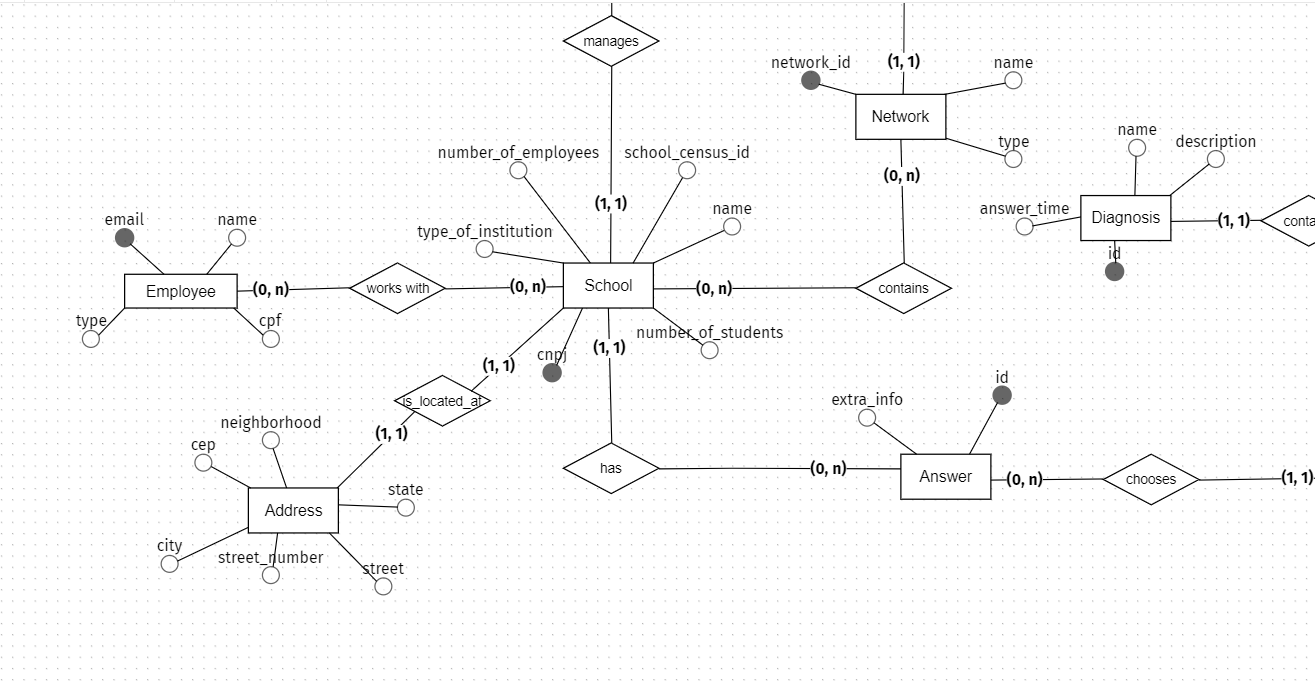 manages
(1, 1)
network_id
name
Network
type
(0, n)
name
description
answer_time
Diagnosis
(1, 1)
conta
id
number_of_employees
school_census_id
(1, 1)
name
type_of_institution
email
name
Employee
(0, n)
works with
(0, n)
School
(0, n)
contains
type
cpf
number_of_students
(1, 1)
cnpj
(1, 1)
is_located_at
(1, 1)
neighborhood
cep
state
Address
city
street_number
street
id
extra_info
has
(0, n)
Answer
(0, n)
chooses
(1, 1)